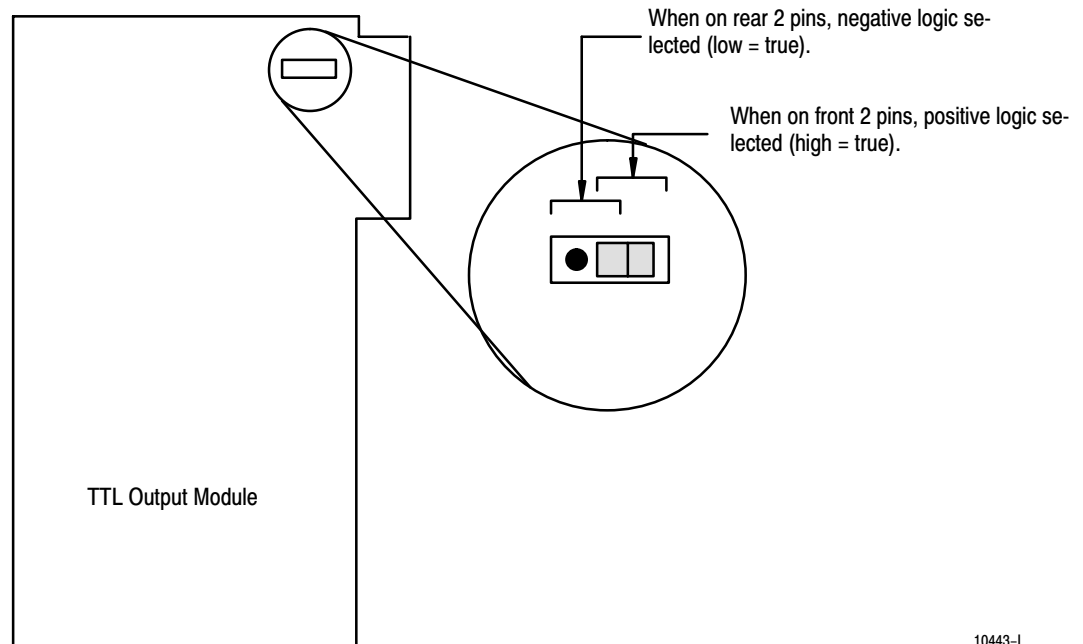 When on rear 2 pins, negative logic se-
lected (low = true).
When on front 2 pins, positive logic se-
lected (high = true).
TTL Output Module
10443–I